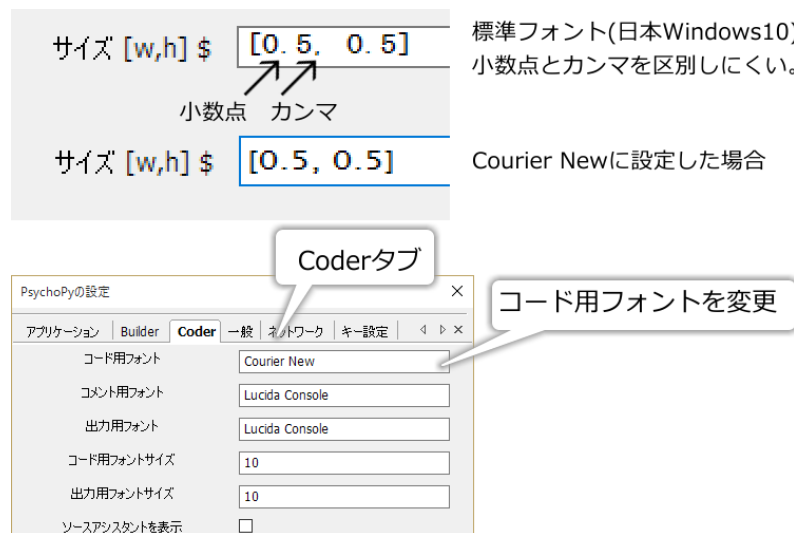 サイズ [w,h] $ [0.5, 0.5]
標準フォント(日本Windows10)
小数点とカンマを区別しにくい。
小数点 カンマ
サイズ [w,h] $ [0.5, 0.5]
Courier Newに設定した場合
Coderタブ
PsychoPyの設定
コード用フォントを変更
アプリケーション Builder Coder 一般 ネットワーク キー設定
コード用フォント Courier New
コメント用フォント Lucida Console
出力用フォント Lucida Console
コード用フォントサイズ 10
出力用フォントサイズ 10
ソースアシスタントを表示